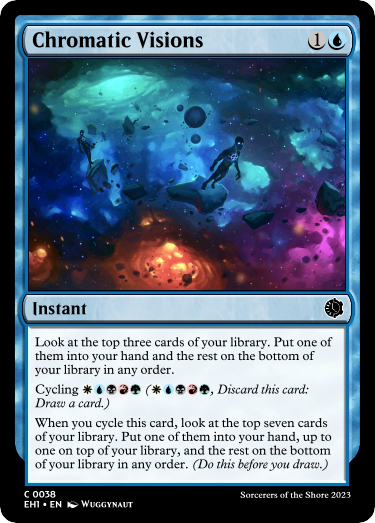 Chromatic Visions 1
Instant
Look at the top three cards of your library. Put one of
them into your hand and the rest on the bottom of
your library in any order.
Cycling (, Discard this card:
Draw a card.)
When you cycle this card, look at the top seven cards
of your library. Put one of them into your hand, up to
one on top of your library, and the rest on the bottom
of your library in any order. (Do this before you draw.)
C 0038
EH1 • EN Wuggynaut
Sorcerers of the Shore 2023